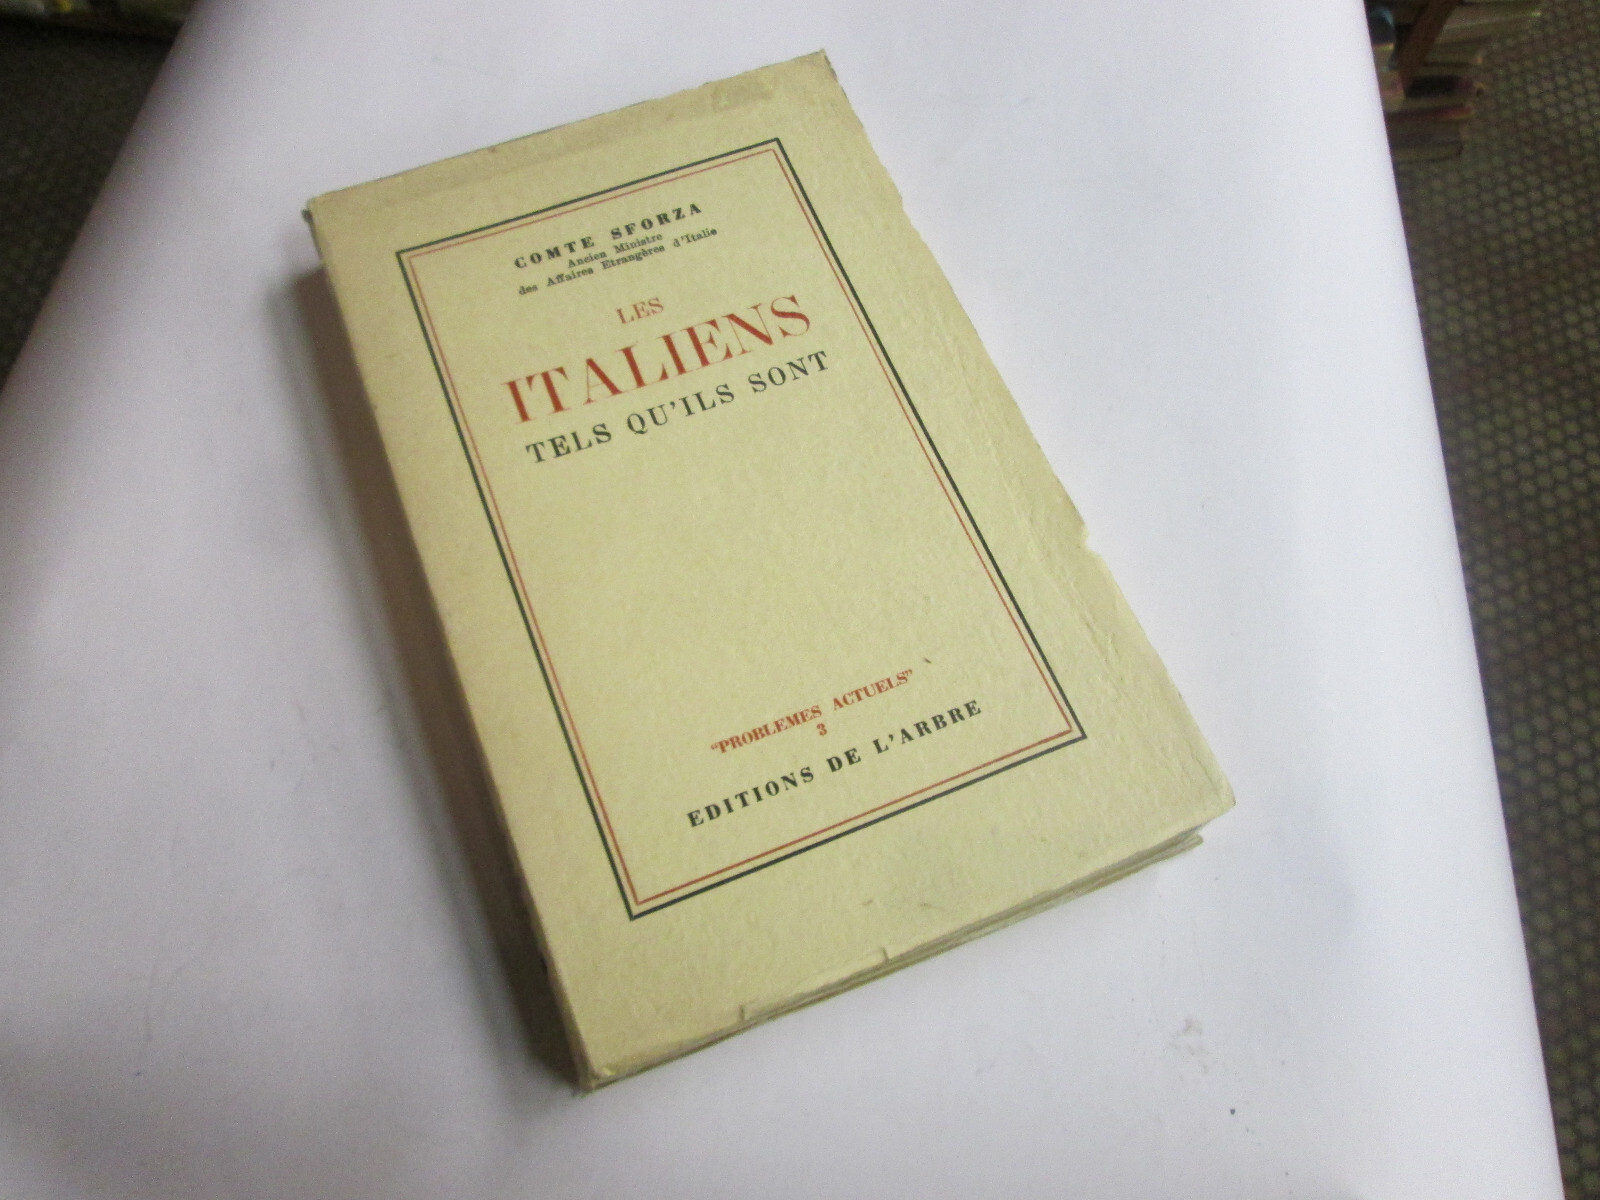 COMTE SFORZA
Ancien Ministre
des Affaires Etrangères d'Italie
LES
ITALIENS
TELS QU'ILS SONT
"PROBLEMES ACTUELS"
3
EDITIONS DE L'ARBRE